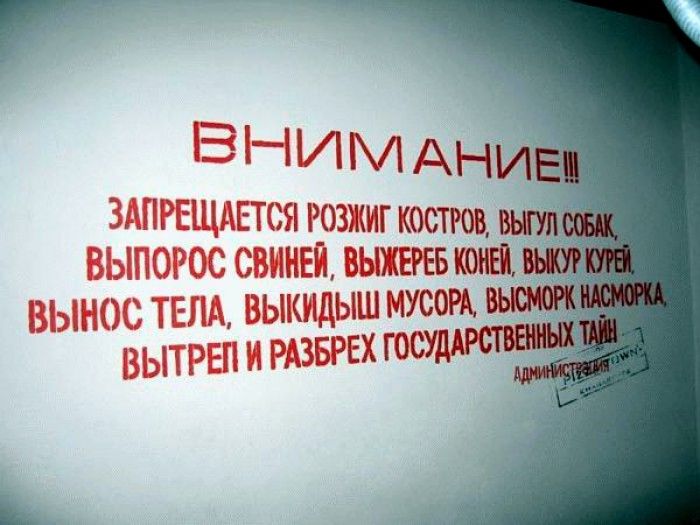 ВНИМАНИЕ!!!
ЗАПРЕЩАЕТСЯ РОЗЖИГ КОСТРОВ, ВЫГУЛ СОБАК,
ВЫПОРОС СВИНЕЙ, ВЫЖЕРЕБ КОНЕЙ, ВЫКУР КУРЕЙ,
ВЫНОС ТЕЛА, ВЫКИДЫШ МУСОРА, ВЫСМОРК НАСМОРКА,
ВЫТРЕП И РАЗБРЕХ ГОСУДАРСТВЕННЫХ ТАЙН
АДМИНИСТРАЦИЯ